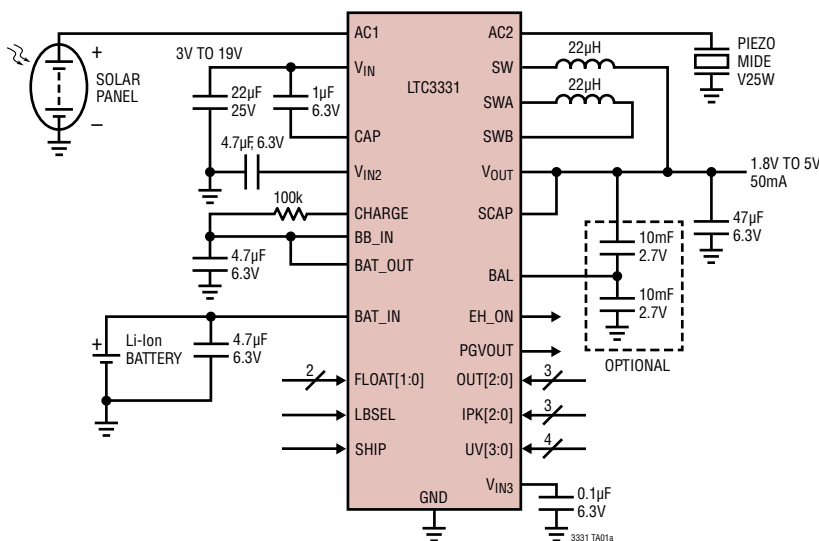 AC1
AC2
+
SOLAR
PANEL
–
3V TO 19V
VIN
22µF
25V
1µF
6.3V
CAP
4.7µF, 6.3V
VIN2
100k
CHARGE
BB_IN
BAT_OUT
4.7µF
6.3V
BAT_IN
+
Li-Ion
BATTERY
4.7µF
6.3V
2
FLOAT[1:0]
LBSEL
SHIP
LTC3331
GND
PIEZO
MIDE
V25W
SW
22µH
SWA
22µH
SWB
VOUT
1.8V TO 5V
50mA
SCAP
47µF
6.3V
10mF
2.7V
BAL
10mF
2.7V
OPTIONAL
EH_ON
PGVOUT
OUT[2:0]
3
IPK[2:0]
3
UV[3:0]
4
VIN3
0.1µF
6.3V
3331 TA01a